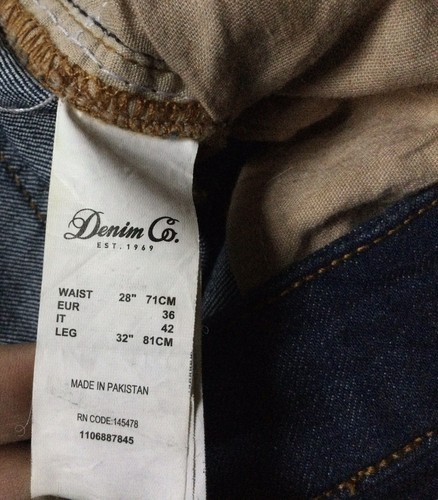 Denim Co.
EST. 1969
WAIST 28" 71CM
EUR 36
IT 42
LEG 32" 81CM
MADE IN PAKISTAN
RN CODE:145478
1106887845